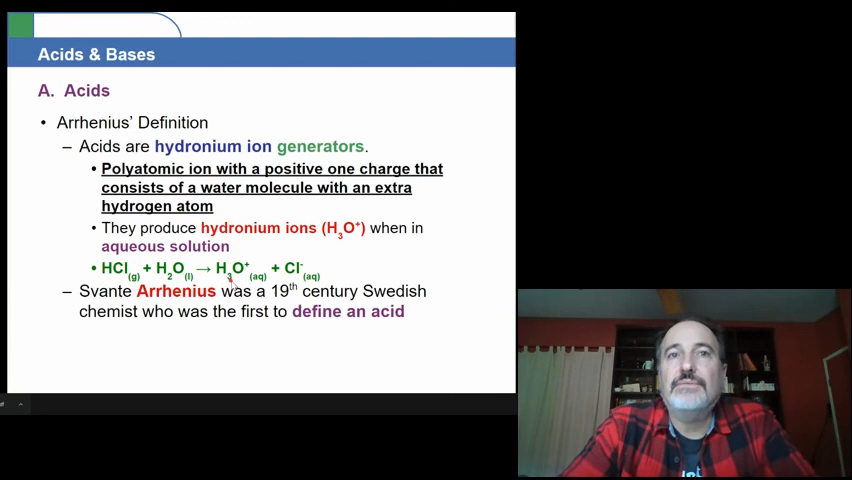 Acids & Bases
A. Acids
• Arrhenius' Definition
– Acids are hydronium ion generators.
• Polyatomic ion with a positive one charge that
consists of a water molecule with an extra
hydrogen atom
• They produce hydronium ions (H₃O⁺) when in
aqueous solution
• HCl(g) + H₂O(l) → H₃O⁺(aq) + Cl⁻(aq)
– Svante Arrhenius was a 19th century Swedish
chemist who was the first to define an acid